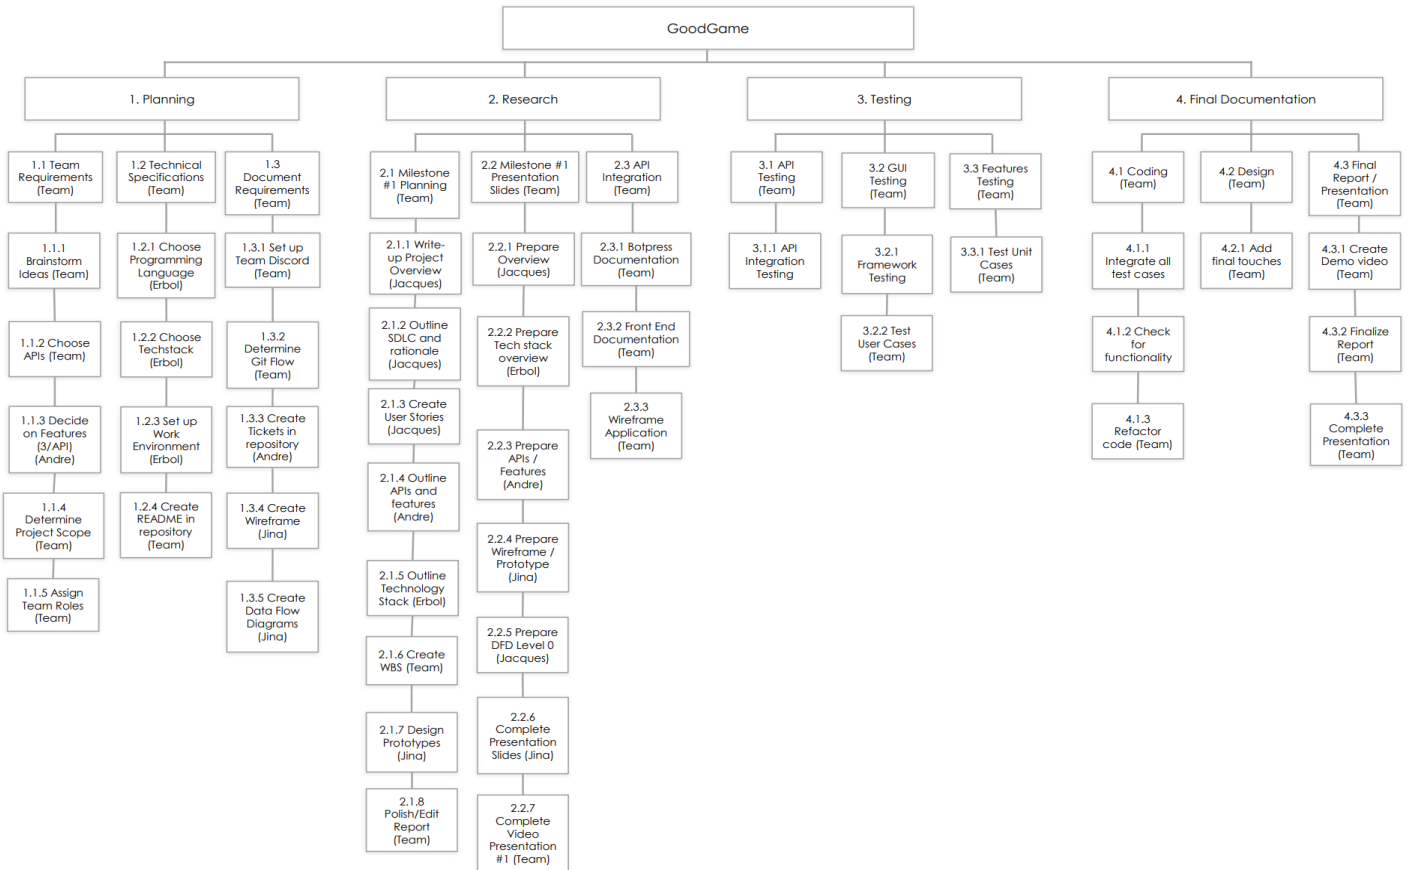 GoodGame
1. Planning
2. Research
3. Testing
4. Final Documentation
1.1 Team
Requirements
(Team)
1.1.1
Brainstorm
Ideas (Team)
1.1.2 Choose
APIs (Team)
1.1.3 Decide
on Features
(3/API)
(Andre)
1.1.4
Determine
Project Scope
(Team)
1.1.5 Assign
Team Roles
(Team)
1.2 Technical
Specifications
(Team)
1.2.1 Choose
Programming
Language
(Erbol)
1.2.2 Choose
Techstack
(Erbol)
1.2.3 Set up
Work
Environment
(Erbol)
1.2.4 Create
README in
repository
(Team)
1.3
Document
Requirements
(Team)
1.3.1 Set up
Team Discord
(Team)
1.3.2
Determine
Git Flow
(Team)
1.3.3 Create
Tickets in
repository
(Andre)
1.3.4 Create
Wireframe
(Jina)
1.3.5 Create
Data Flow
Diagrams
(Jina)
2.1 Milestone
#1 Planning
(Team)
2.1.1 Write-
up Project
Overview
(Jacques)
2.1.2 Outline
SDLC and
rationale
(Jacques)
2.1.3 Create
User Stories
(Jacques)
2.1.4 Outline
APIs and
features
(Andre)
2.1.5 Outline
Technology
Stack (Erbol)
2.1.6 Create
WBS (Team)
2.1.7 Design
Prototypes
(Jina)
2.1.8
Polish/Edit
Report
(Team)
2.2 Milestone #1
Presentation
Slides (Team)
2.2.1 Prepare
Overview
(Jacques)
2.2.2 Prepare
Tech stack
overview
(Erbol)
2.2.3 Prepare
APIs /
Features
(Andre)
2.2.4 Prepare
Wireframe /
Prototype
(Jina)
2.2.5 Prepare
DFD Level 0
(Jacques)
2.2.6
Complete
Presentation
Slides (Jina)
2.2.7
Complete
Video
Presentation
#1 (Team)
2.3 API
Integration
(Team)
2.3.1 Botpress
Documentation
(Team)
2.3.2 Front End
Documentation
(Team)
2.3.3
Wireframe
Application
(Team)
3.1 API
Testing
(Team)
3.1.1 API
Integration
Testing
3.2 GUI
Testing
(Team)
3.2.1
Framework
Testing
3.2.2 Test
User Cases
(Team)
3.3 Features
Testing
(Team)
3.3.1 Test Unit
Cases
(Team)
4.1 Coding
(Team)
4.1.1
Integrate all
test cases
4.1.2 Check
for
functionality
4.1.3
Refactor
code (Team)
4.2 Design
(Team)
4.2.1 Add
final touches
(Team)
4.3 Final
Report /
Presentation
(Team)
4.3.1 Create
Demo video
(Team)
4.3.2 Finalize
Report
(Team)
4.3.3
Complete
Presentation
(Team)